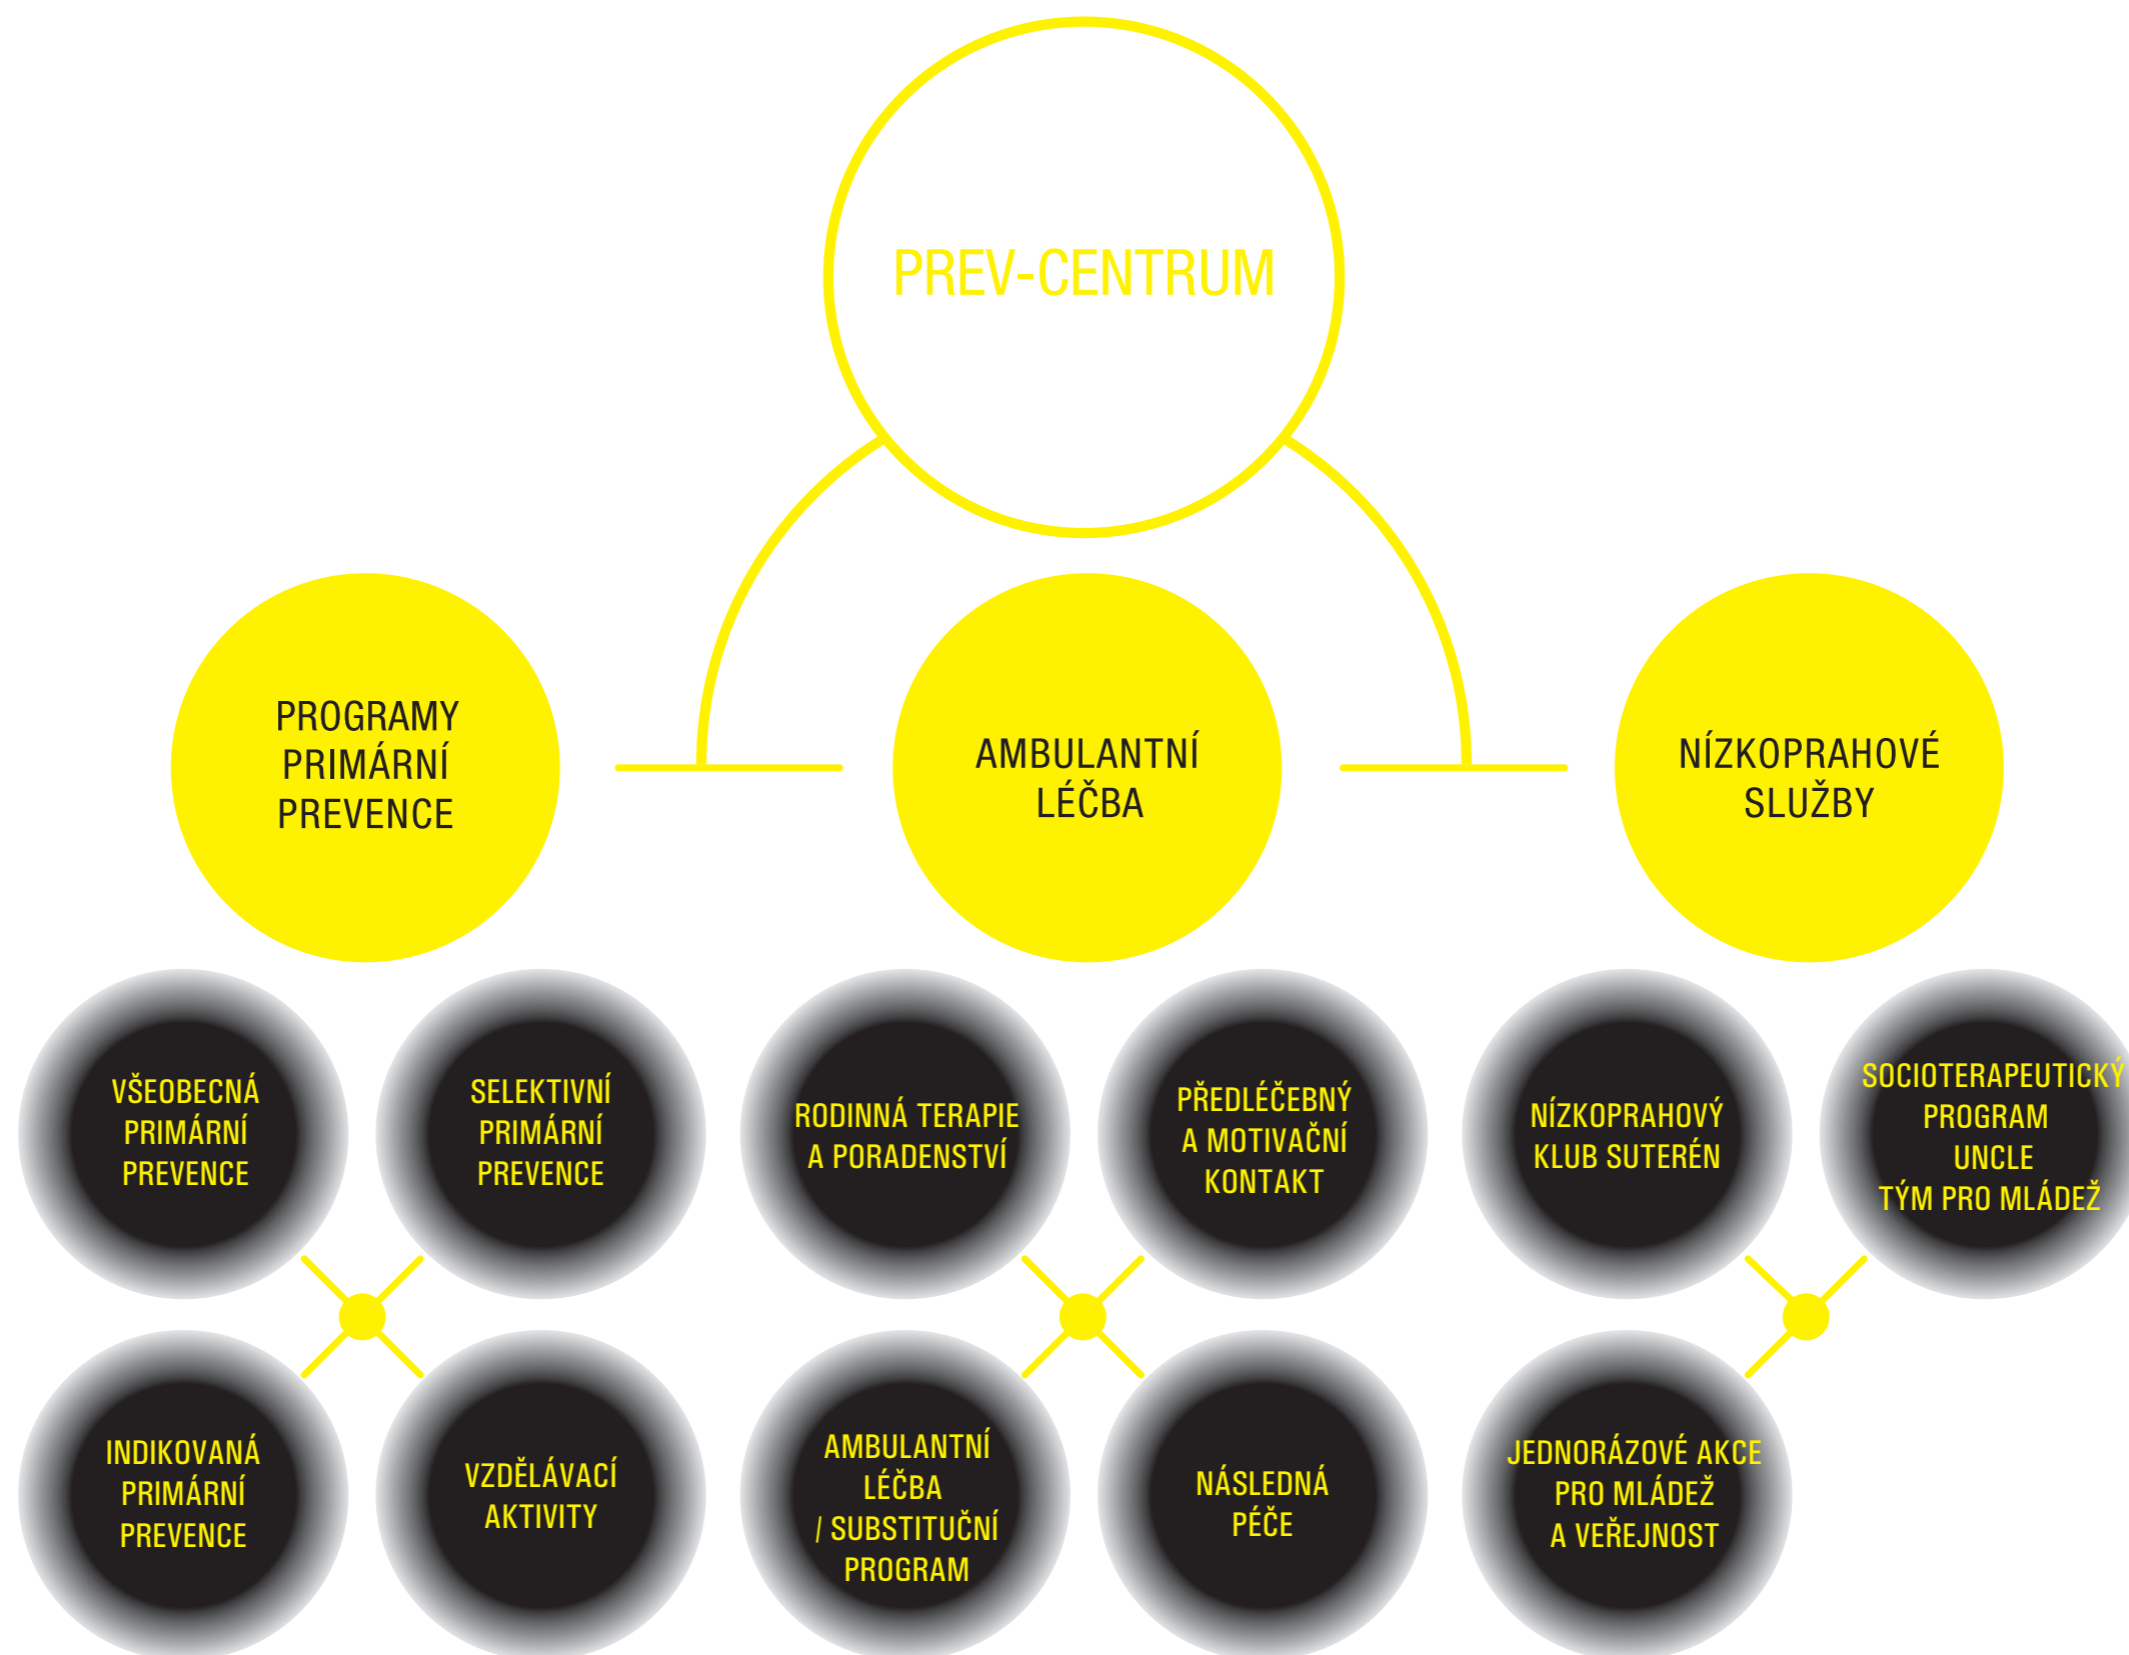 PREV-CENTRUM
PROGRAMY
PRIMÁRNÍ
PREVENCE
AMBULANTNÍ
LÉČBA
NÍZKOPRAHOVÉ
SLUŽBY
VŠEOBECNÁ
PRIMÁRNÍ
PREVENCE
SELEKTIVNÍ
PRIMÁRNÍ
PREVENCE
RODINNÁ TERAPIE
A PORADENSTVÍ
PŘEDLÉČEBNÝ
A MOTIVAČNÍ
KONTAKT
NÍZKOPRAHOVÝ
KLUB SUTERÉN
SOCIOTERAPEUTICKÝ
PROGRAM
UNCLE
TÝM PRO MLÁDEŽ
INDIKOVANÁ
PRIMÁRNÍ
PREVENCE
VZDĚLÁVACÍ
AKTIVITY
AMBULANTNÍ
LÉČBA
/ SUBSTITUČNÍ
PROGRAM
NÁSLEDNÁ
PÉČE
JEDNORÁZOVÉ AKCE
PRO MLÁDEŽ
A VEŘEJNOST